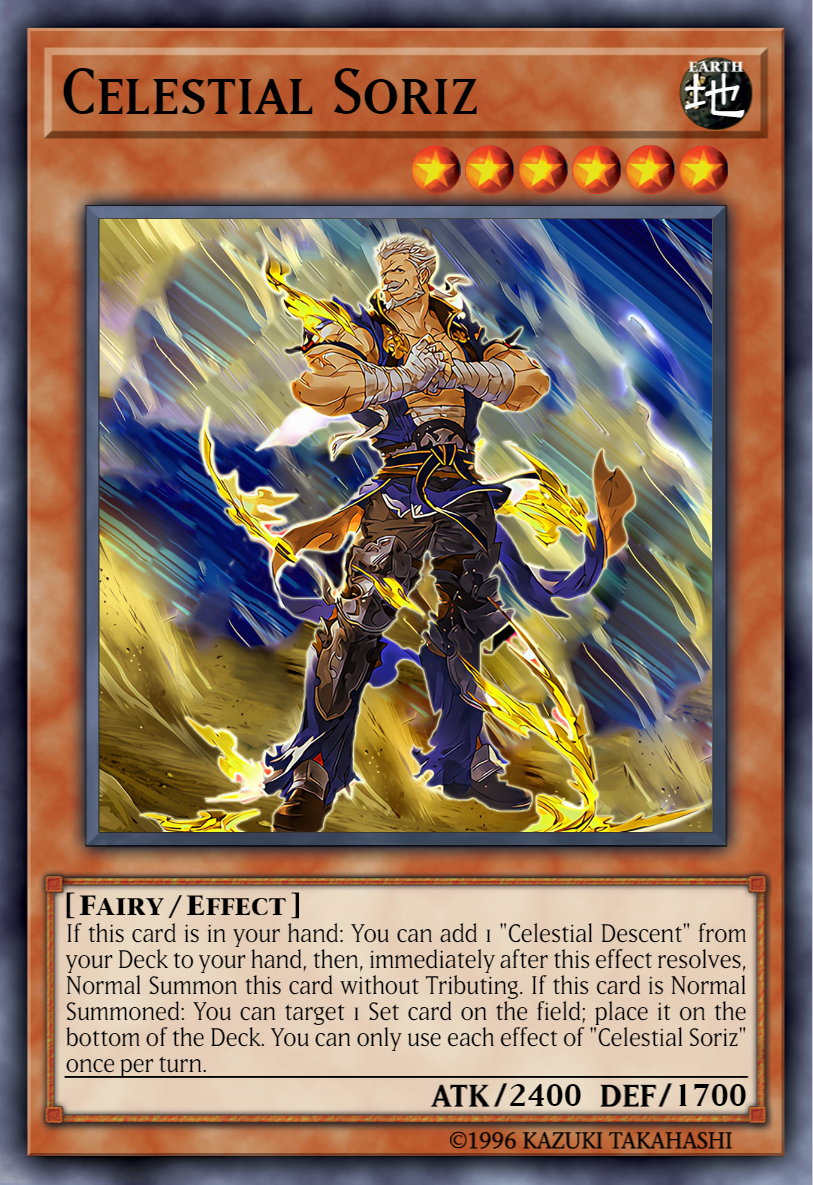 Celestial Soriz
EARTH
地
[ Fairy / Effect ]
If this card is in your hand: You can add 1 "Celestial Descent" from
your Deck to your hand, then, immediately after this effect resolves,
Normal Summon this card without Tributing. If this card is Normal
Summoned: You can target 1 Set card on the field; place it on the
bottom of the Deck. You can only use each effect of "Celestial Soriz"
once per turn.
ATK/2400 DEF/1700
©1996 KAZUKI TAKAHASHI